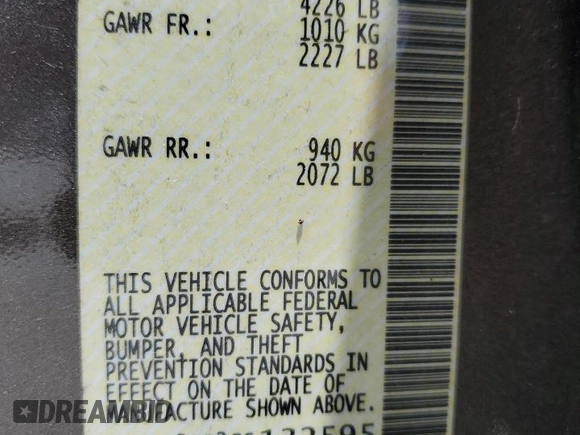 4226 LB
GAWR FR.: 1010 KG
2227 LB
GAWR RR.: 940 KG
2072 LB
THIS VEHICLE CONFORMS TO
ALL APPLICABLE FEDERAL
MOTOR VEHICLE SAFETY,
BUMPER, AND THEFT
PREVENTION STANDARDS IN
EFFECT ON THE DATE OF
MANUFACTURE SHOWN ABOVE.
DREAMBID